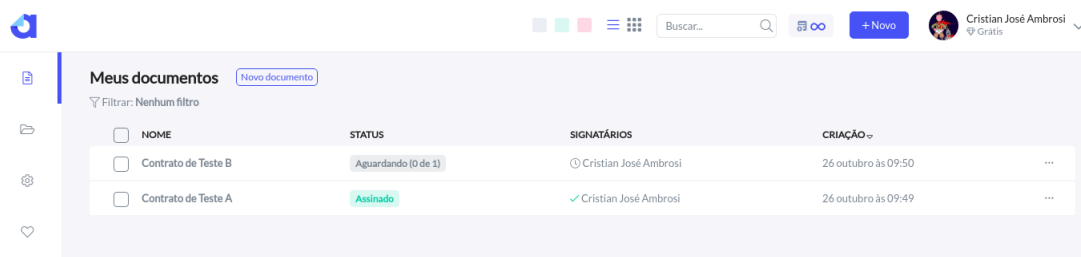 Buscar...
+ Novo
Cristian José Ambrosi
Grátis
Meus documentos
Novo documento
Filtrar: Nenhum filtro
NOME STATUS SIGNATÁRIOS CRIAÇÃO
Contrato de Teste B Aguardando (0 de 1) Cristian José Ambrosi 26 outubro às 09:50 ...
Contrato de Teste A Assinado Cristian José Ambrosi 26 outubro às 09:49 ...